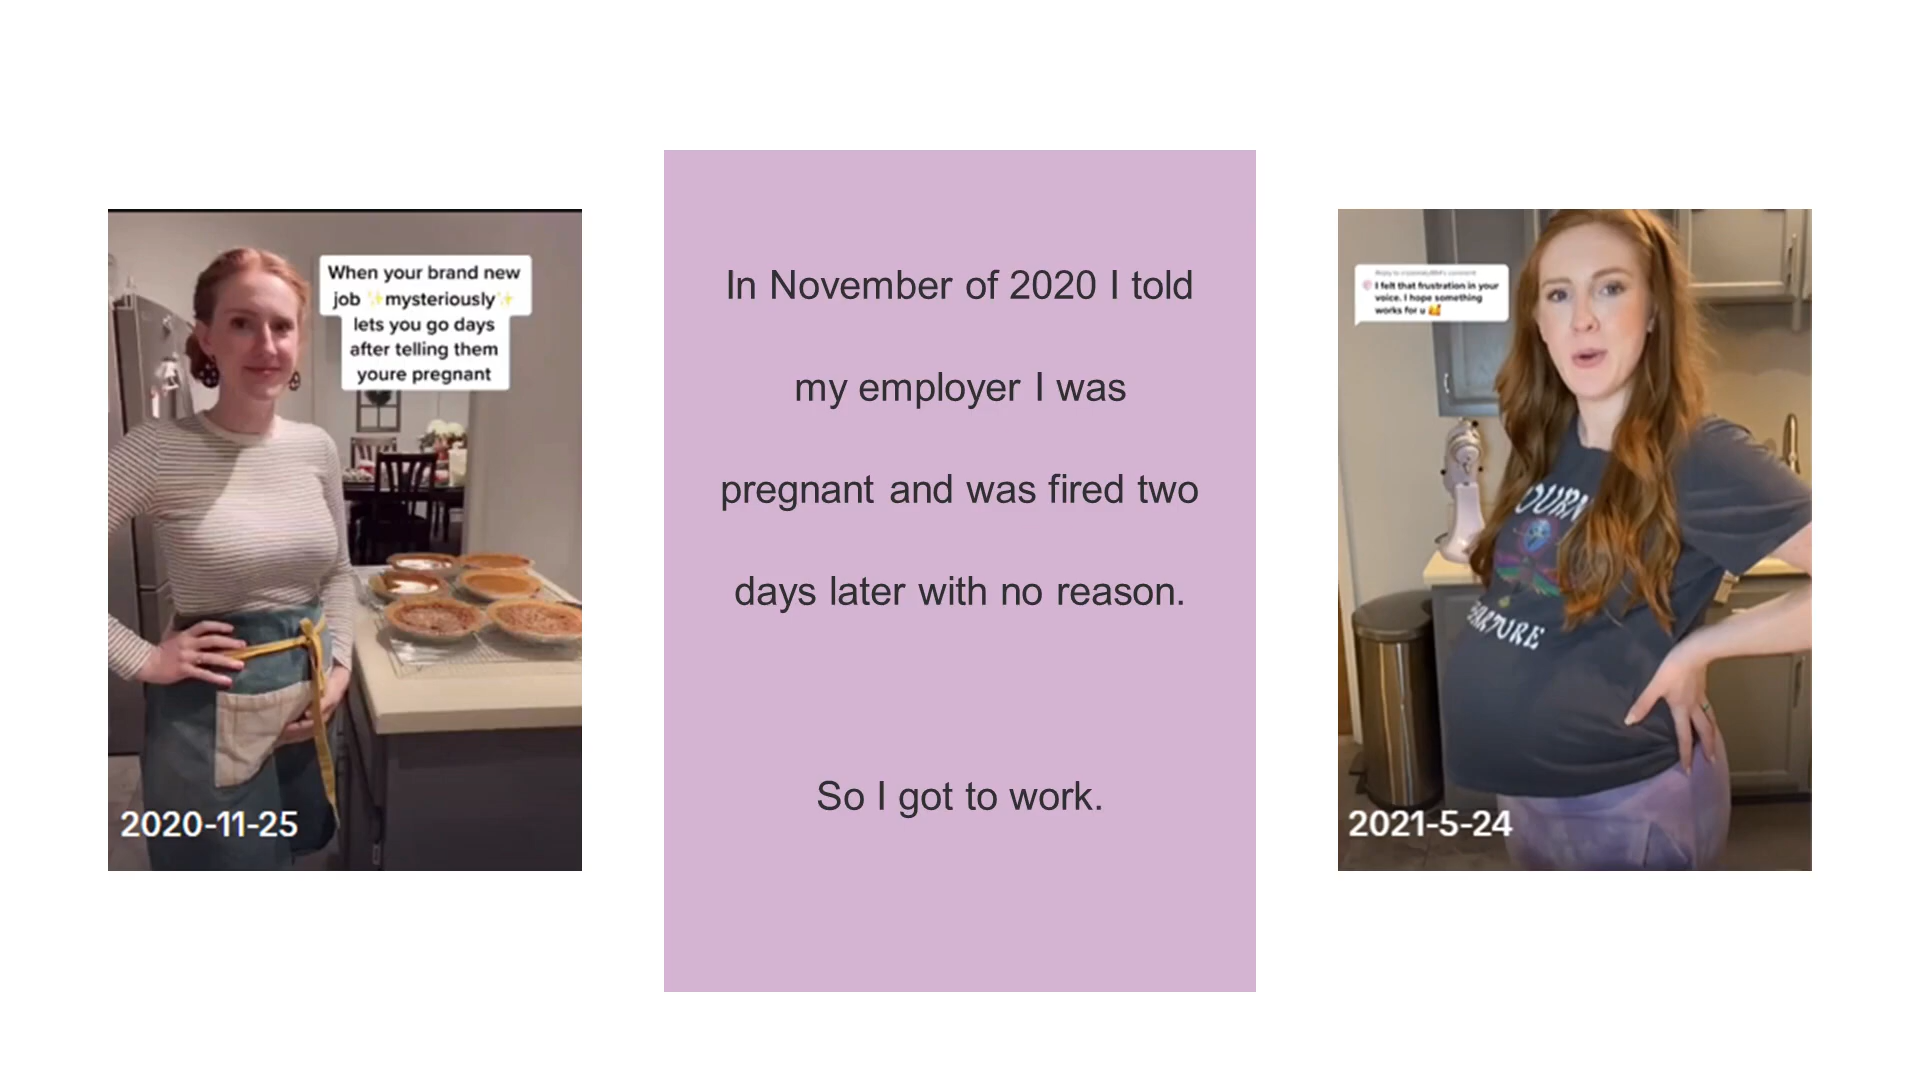 When your brand new
job ✨mysteriously✨
lets you go days
after telling them
youre pregnant
2020-11-25
In November of 2020 I told
my employer I was
pregnant and was fired two
days later with no reason.
So I got to work.
I felt that frustration in your
voice. I hope something
works for u 🥰
OURN
PARTURE
2021-5-24